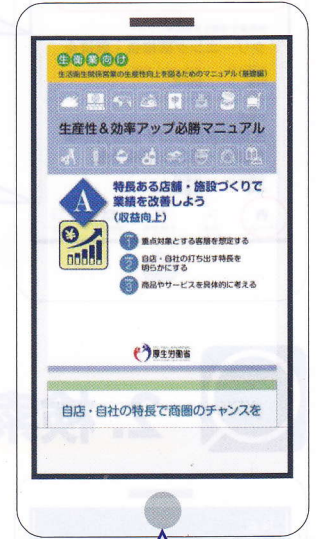 生衛業向け
生活衛生関係営業の生産性向上を図るためのマニュアル(基礎編)
生産性&効率アップ必勝マニュアル
A
特長ある店舗・施設づくりで
業績を改善しよう
(収益向上)
1 重点対象とする客層を想定する
2 自店・自社の打ち出す特長を
明らかにする
3 商品やサービスを具体的に考える
厚生労働省
自店・自社の特長で商圏のチャンスを